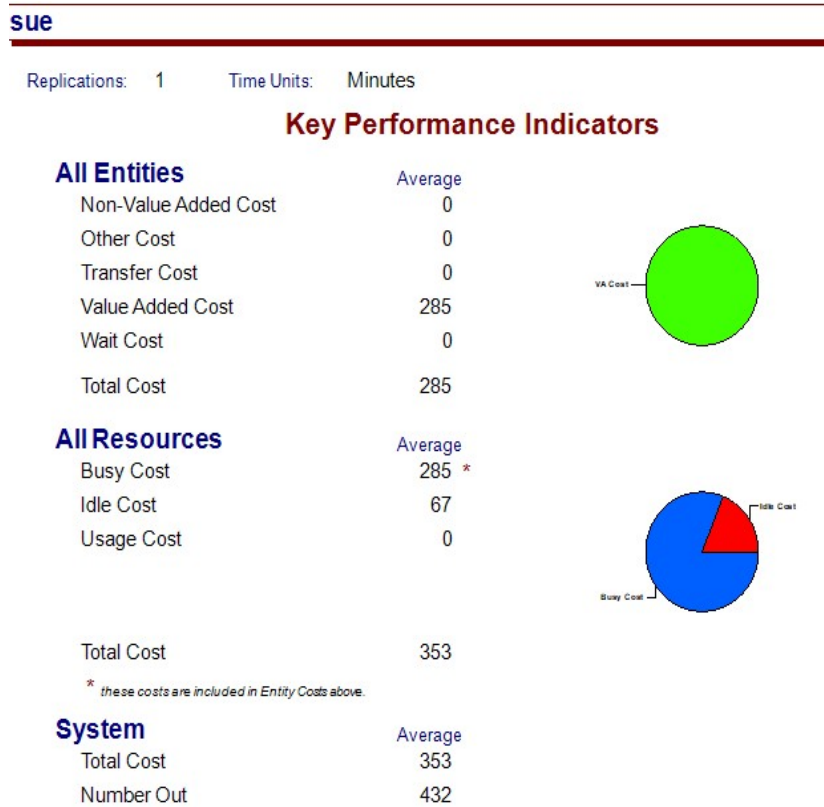 sue
Replications: 1 Time Units: Minutes
Key Performance Indicators
All Entities Average
Non-Value Added Cost 0
Other Cost 0
Transfer Cost 0
Value Added Cost 285
Wait Cost 0
Total Cost 285
VA Cost
All Resources Average
Busy Cost 285 *
Idle Cost 67
Usage Cost 0
Idle Cost
Busy Cost
Total Cost 353
* these costs are included in Entity Costs above.
System Average
Total Cost 353
Number Out 432